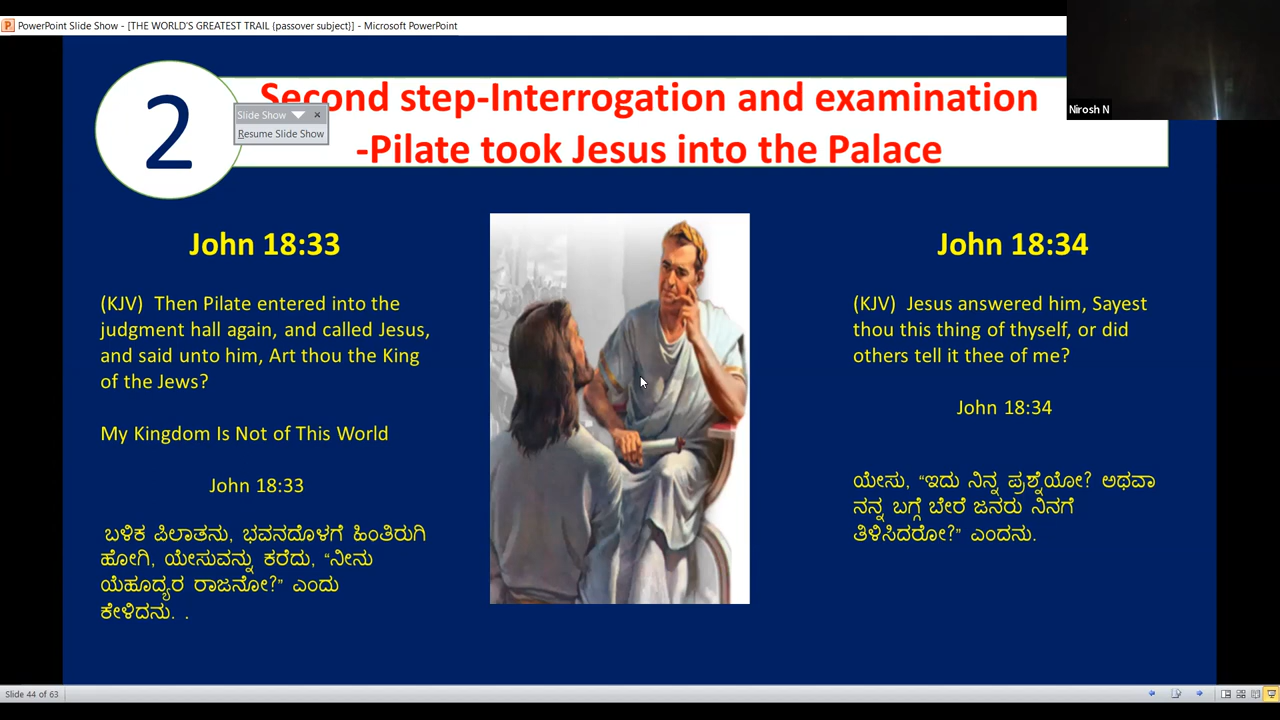 PowerPoint Slide Show - [THE WORLD'S GREATEST TRAIL (passover subject}] - Microsoft PowerPoint
2
Second step-Interrogation and examination
-Pilate took Jesus into the Palace
Slide Show
Resume Slide Show
Nirosh N
John 18:33
(KJV) Then Pilate entered into the
judgment hall again, and called Jesus,
and said unto him, Art thou the King
of the Jews?
My Kingdom Is Not of This World
John 18:33
ಬಳಿಕ ಪಿಲಾತನು, ಭವನದೊಳಗೆ ಹಿಂತಿರುಗಿ
ಹೋಗಿ, ಯೇಸುವನ್ನು ಕರೆದು, “ನೀನು
ಯೆಹೂದ್ಯರ ರಾಜನೋ?” ಎಂದು
ಕೇಳಿದನು. .
John 18:34
(KJV) Jesus answered him, Sayest
thou this thing of thyself, or did
others tell it thee of me?
John 18:34
ಯೇಸು, “ಇದು ನಿನ್ನ ಪ್ರಶ್ನೆಯೋ? ಅಥವಾ
ನನ್ನ ಬಗ್ಗೆ ಬೇರೆ ಜನರು ನಿನಗೆ
ತಿಳಿಸಿದರೋ?” ಎಂದನು.
Slide 44 of 63